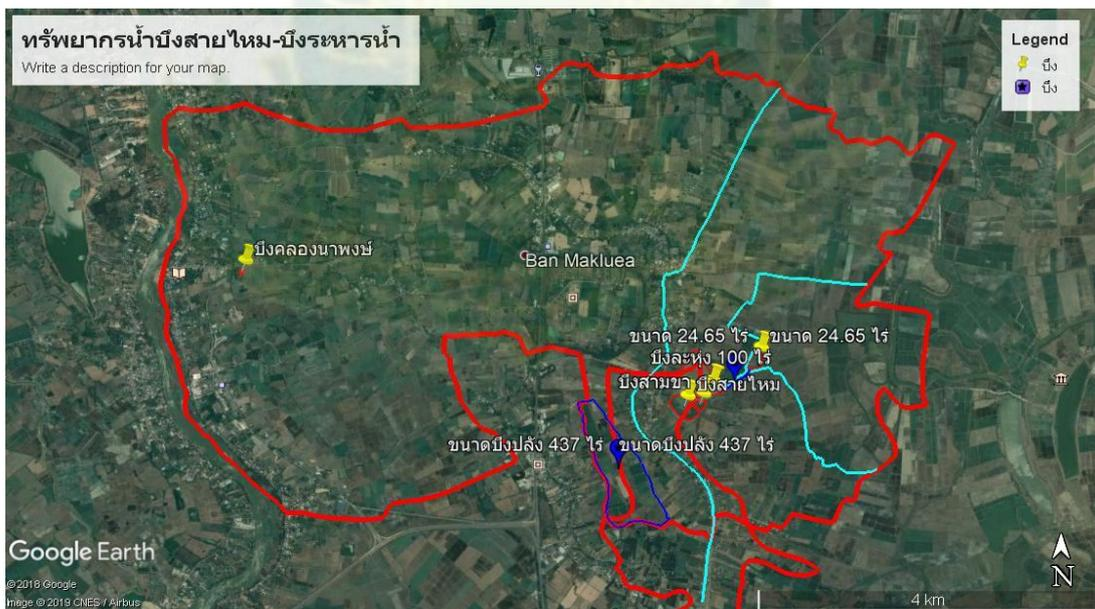 ทรัพยากรน้ำบึงสายไหม-บึงระหารน้ำ
Write a description for your map.
Legend
บึง
บึง
บึงคลองนาพงษ์
Ban Makluea
ขนาด 24.65 ไร่
ขนาด 24.65 ไร่
บึงละหุ่ง 100 ไร่
บึงสามขา
บึงสายไหม
ขนาดบึงปลัง 437 ไร่
ขนาดบึงปลัง 437 ไร่
Google Earth
©2018 Google
Image © 2019 CNES / Airbus
N
4 km